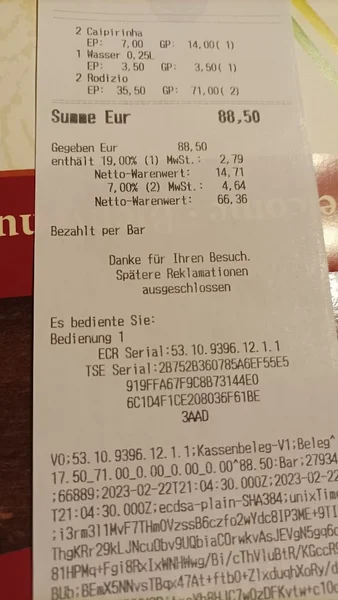 2 Caipirinha
EP: 7,00 GP: 14,00( 1)
1 Wasser 0,25L
EP: 3,50 GP: 3,50( 1)
2 Rodizio
EP: 35,50 GP: 71,00( 2)
Summe Eur 88,50
Gegeben Eur 88,50
enthält 19,00% (1) MwSt.: 2,79
Netto-Warenwert: 14,71
7,00% (2) MwSt.: 4,64
Netto-Warenwert: 66,36
Bezahlt per Bar
Danke für Ihren Besuch.
Spätere Reklamationen
ausgeschlossen
Es bediente Sie:
Bedienung 1
ECR Serial:53.10.9396.12.1.1
TSE Serial:2B752B360785A6EF55E5
919FFA67F9C8B73144E0
6C1D4F1CE208036F61BE
3AAD
V0;53.10.9396.12.1.1;Kassenbeleg-V1;Beleg^
17.50_71.00_0.00_0.00_0.00^88.50:Bar;27934
;66889;2023-02-22T21:04:30.000Z;2023-02-2
T21:04:30.000Z;ecdsa-plain-SHA384;unixTime